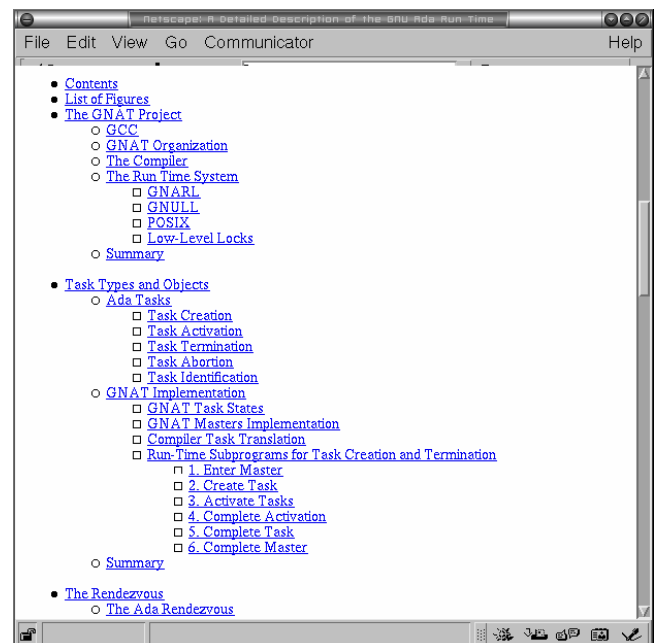 Netscape: A Detailed Description of the GNU Ada Run Time
File Edit View Go Communicator Help
Contents
List of Figures
The GNAT Project
GCC
GNAT Organization
The Compiler
The Run Time System
GNARL
GNULL
POSIX
Low-Level Locks
Summary
Task Types and Objects
Ada Tasks
Task Creation
Task Activation
Task Termination
Task Abortion
Task Identification
GNAT Implementation
GNAT Task States
GNAT Masters Implementation
Compiler Task Translation
Run-Time Subprograms for Task Creation and Termination
1. Enter Master
2. Create Task
3. Activate Tasks
4. Complete Activation
5. Complete Task
6. Complete Master
Summary
The Rendezvous
The Ada Rendezvous